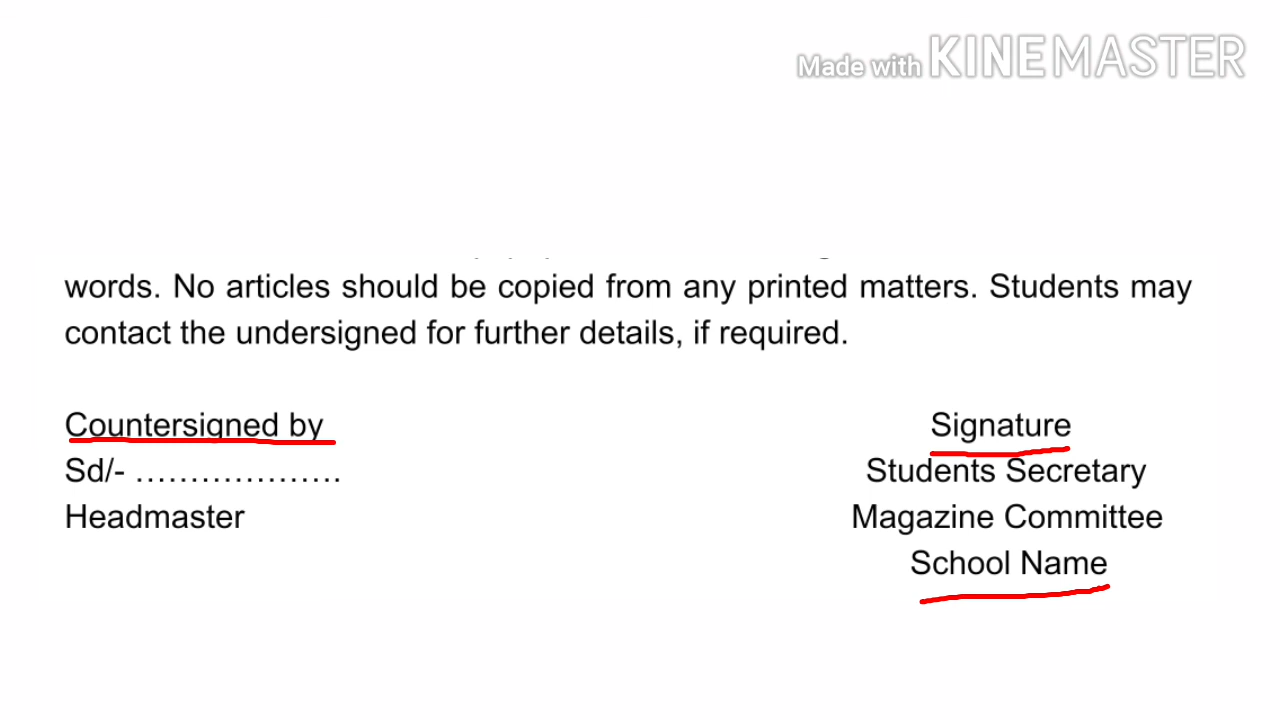 Made with KINEMASTER
words. No articles should be copied from any printed matters. Students may
contact the undersigned for further details, if required.
Countersigned by
Signature
Sd/- ………………. 
Students Secretary
Headmaster
Magazine Committee
School Name